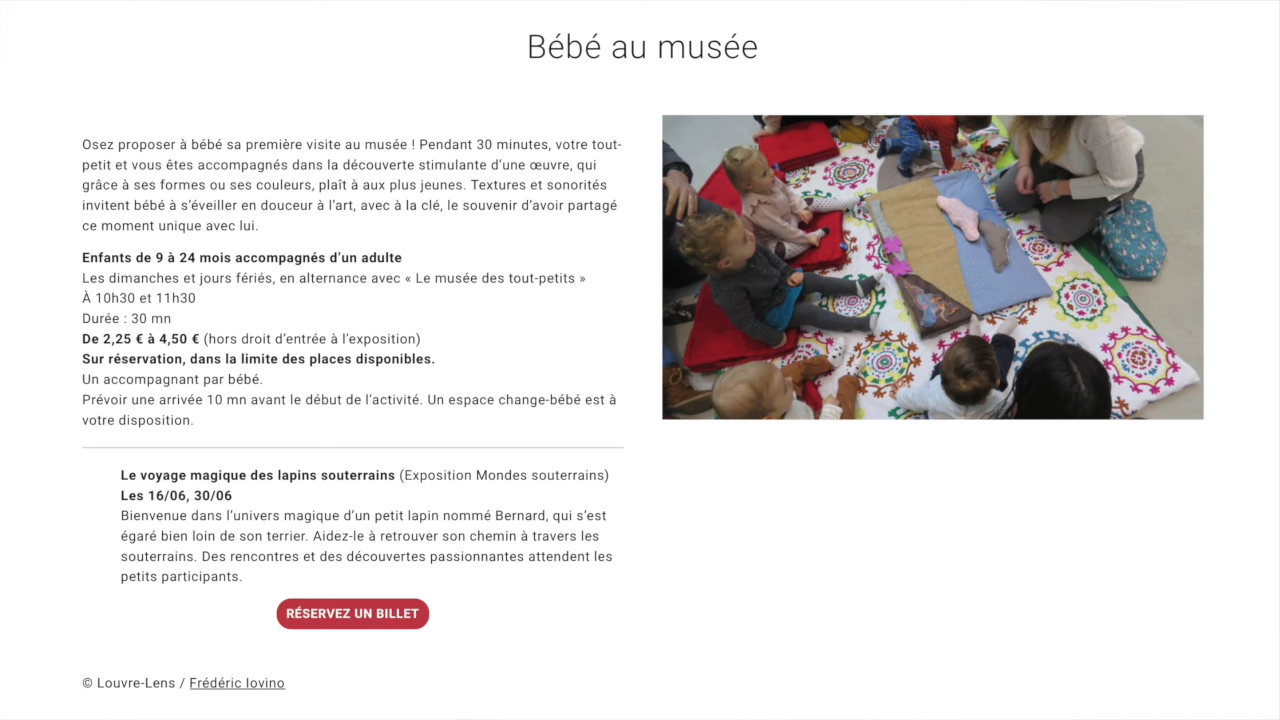 Bébé au musée
Osez proposer à bébé sa première visite au musée ! Pendant 30 minutes, votre tout-
petit et vous êtes accompagnés dans la découverte stimulante d’une œuvre, qui
grâce à ses formes ou ses couleurs, plaît à aux plus jeunes. Textures et sonorités
invitent bébé à s’éveiller en douceur à l’art, avec à la clé, le souvenir d’avoir partagé
ce moment unique avec lui.
Enfants de 9 à 24 mois accompagnés d’un adulte
Les dimanches et jours fériés, en alternance avec « Le musée des tout-petits »
À 10h30 et 11h30
Durée : 30 mn
De 2,25 € à 4,50 € (hors droit d’entrée à l’exposition)
Sur réservation, dans la limite des places disponibles.
Un accompagnant par bébé.
Prévoir une arrivée 10 mn avant le début de l’activité. Un espace change-bébé est à
votre disposition.
Le voyage magique des lapins souterrains (Exposition Mondes souterrains)
Les 16/06, 30/06
Bienvenue dans l’univers magique d’un petit lapin nommé Bernard, qui s’est
égaré bien loin de son terrier. Aidez-le à retrouver son chemin à travers les
souterrains. Des rencontres et des découvertes passionnantes attendent les
petits participants.
RÉSERVEZ UN BILLET
© Louvre-Lens / Frédéric Iovino